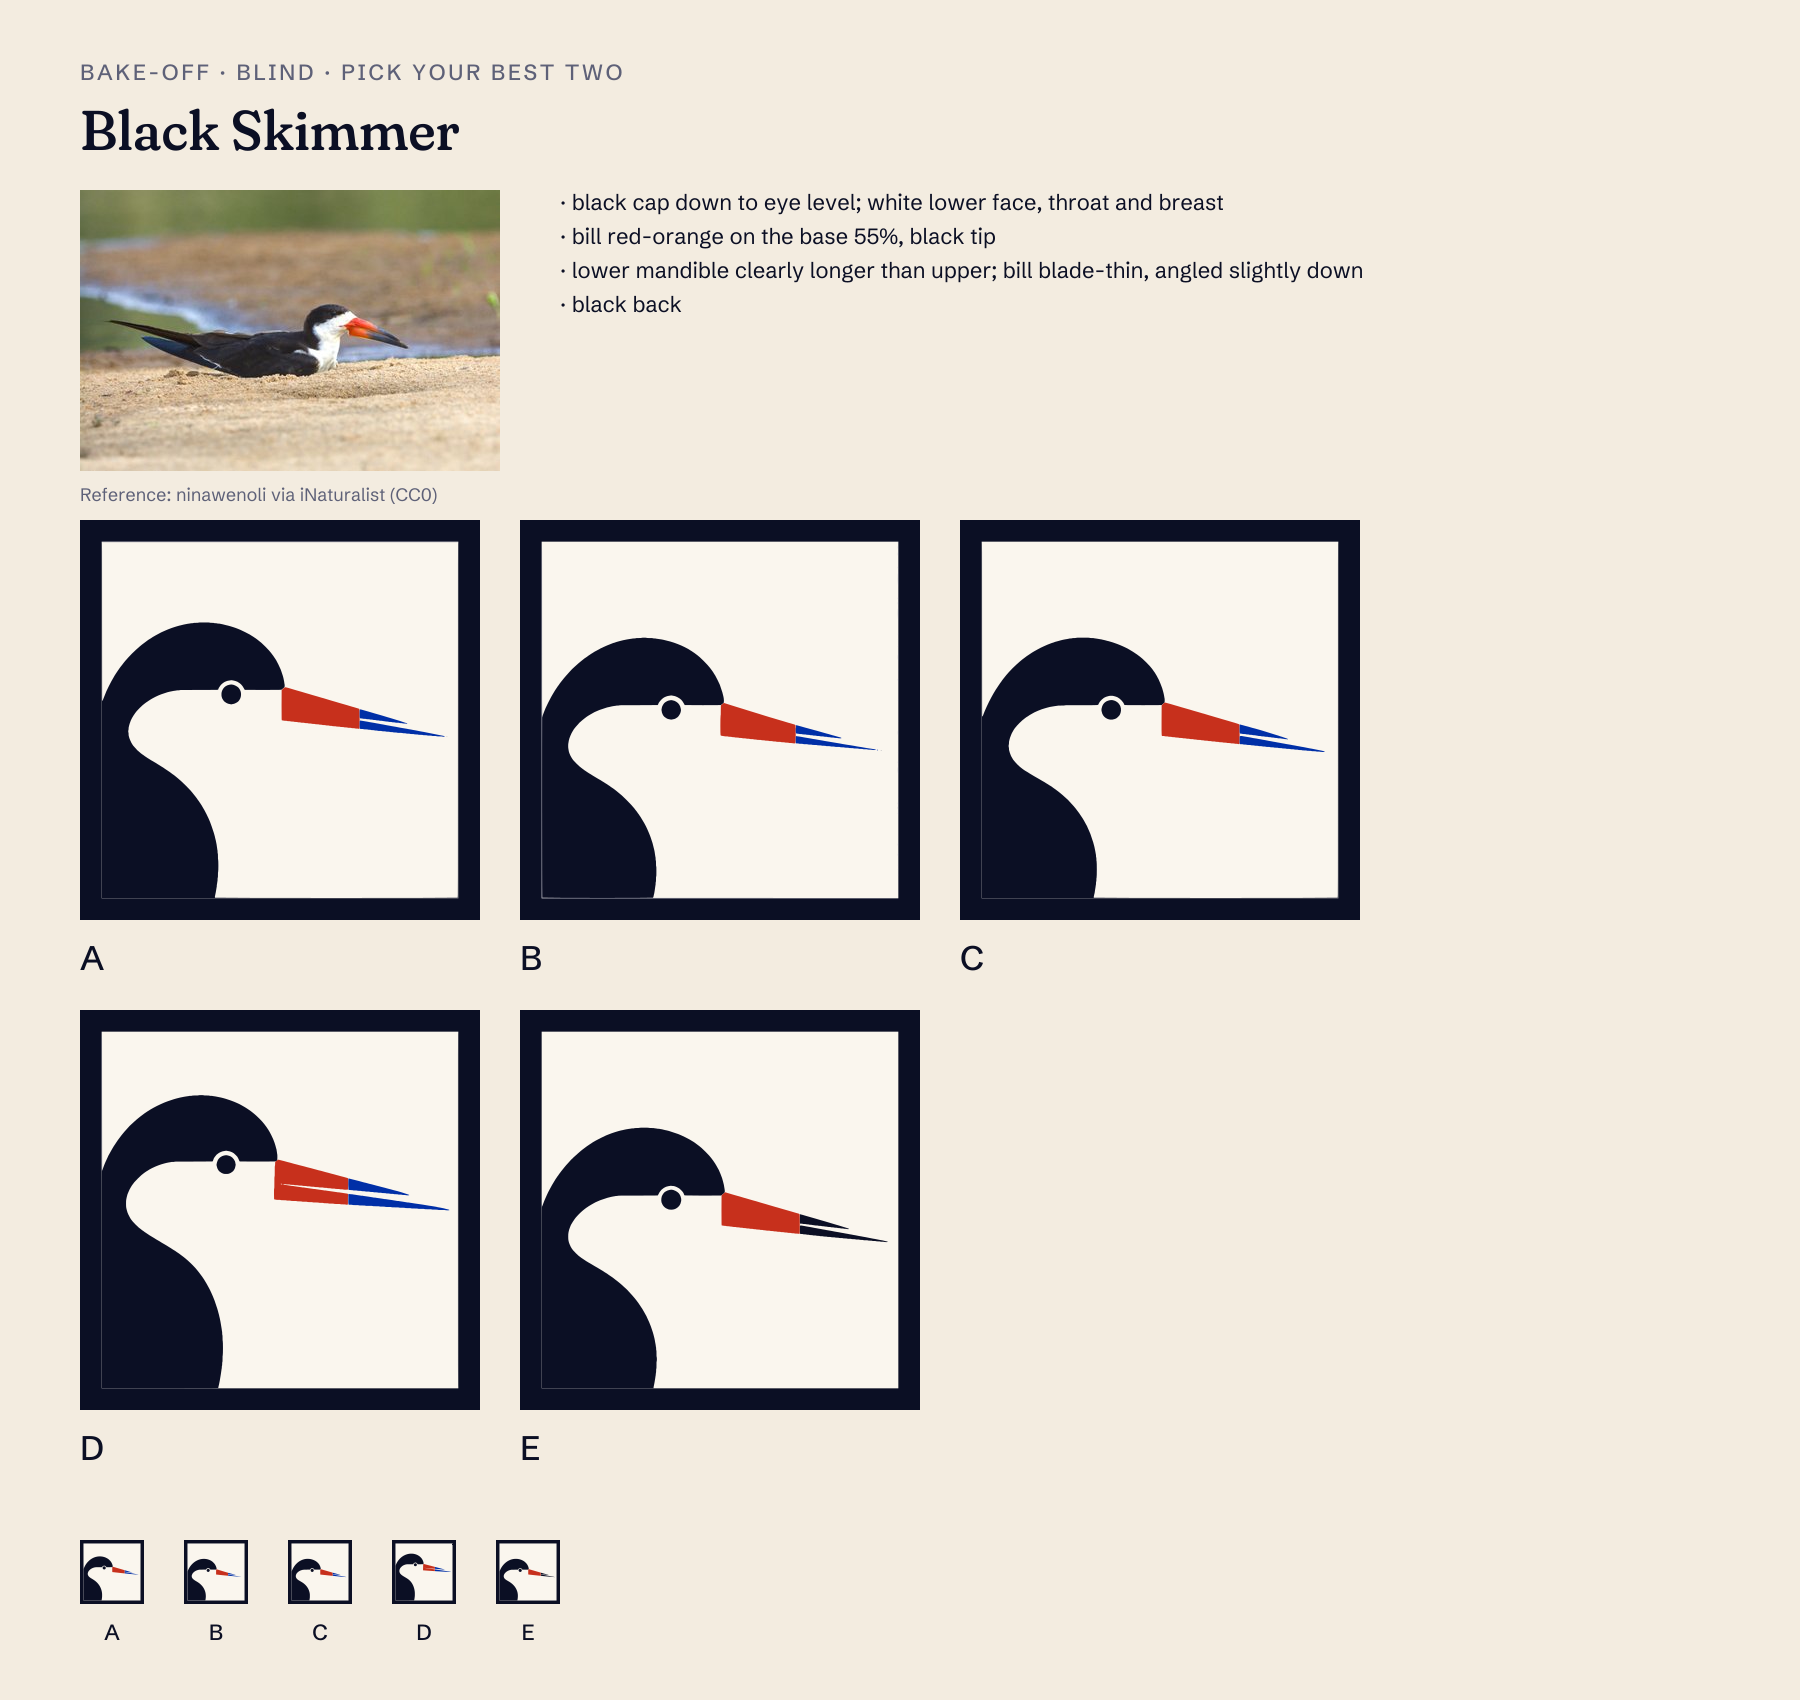 BAKE-OFF · BLIND · PICK YOUR BEST TWO
Black Skimmer
· black cap down to eye level; white lower face, throat and breast
· bill red-orange on the base 55%, black tip
· lower mandible clearly longer than upper; bill blade-thin, angled slightly down
· black back
Reference: ninawenoli via iNaturalist (CC0)
A
B
C
D
E
A
B
C
D
E